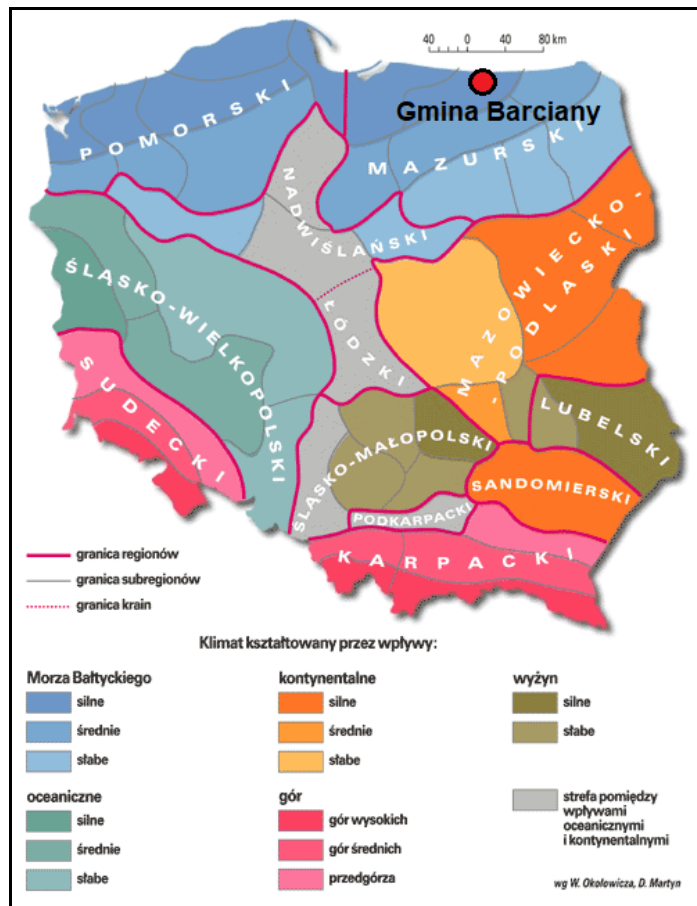 40 0 40 80 km
Gmina Barciany
POMORSKI
MAZURSKI
NADWIŚLAŃSKI
MAZOWIECKO-
-PODLASKI
ŚLĄSKO-WIELKOPOLSKI
ŁÓDZKI
SUDECKI
LUBELSKI
ŚLĄSKO-MAŁOPOLSKI
SANDOMIERSKI
PODKARPACKI
KARPACKI
granica regionów
granica subregionów
granica krain
Klimat kształtowany przez wpływy:
Morza Bałtyckiego
silne
średnie
słabe
kontynentalne
silne
średnie
słabe
wyżyn
silne
słabe
oceaniczne
silne
średnie
słabe
gór
gór wysokich
gór średnich
przedgórza
strefa pomiędzy
wpływami
oceanicznymi
i kontynentalnymi
wg W. Okołowicza, D. Martyn